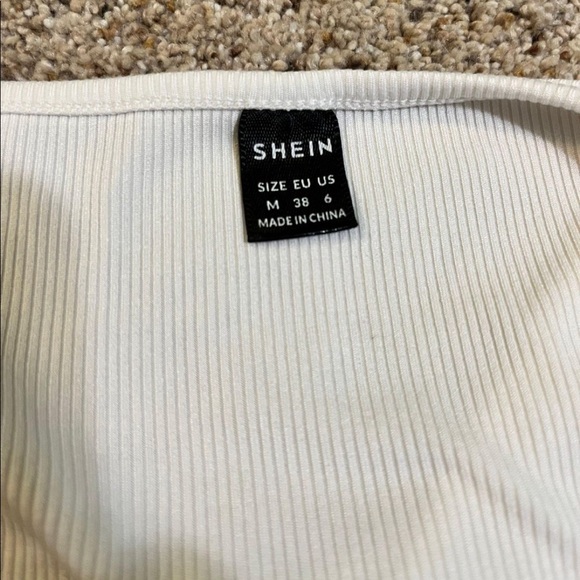 SHEIN
SIZE EU US
M 38 6
MADE IN CHINA